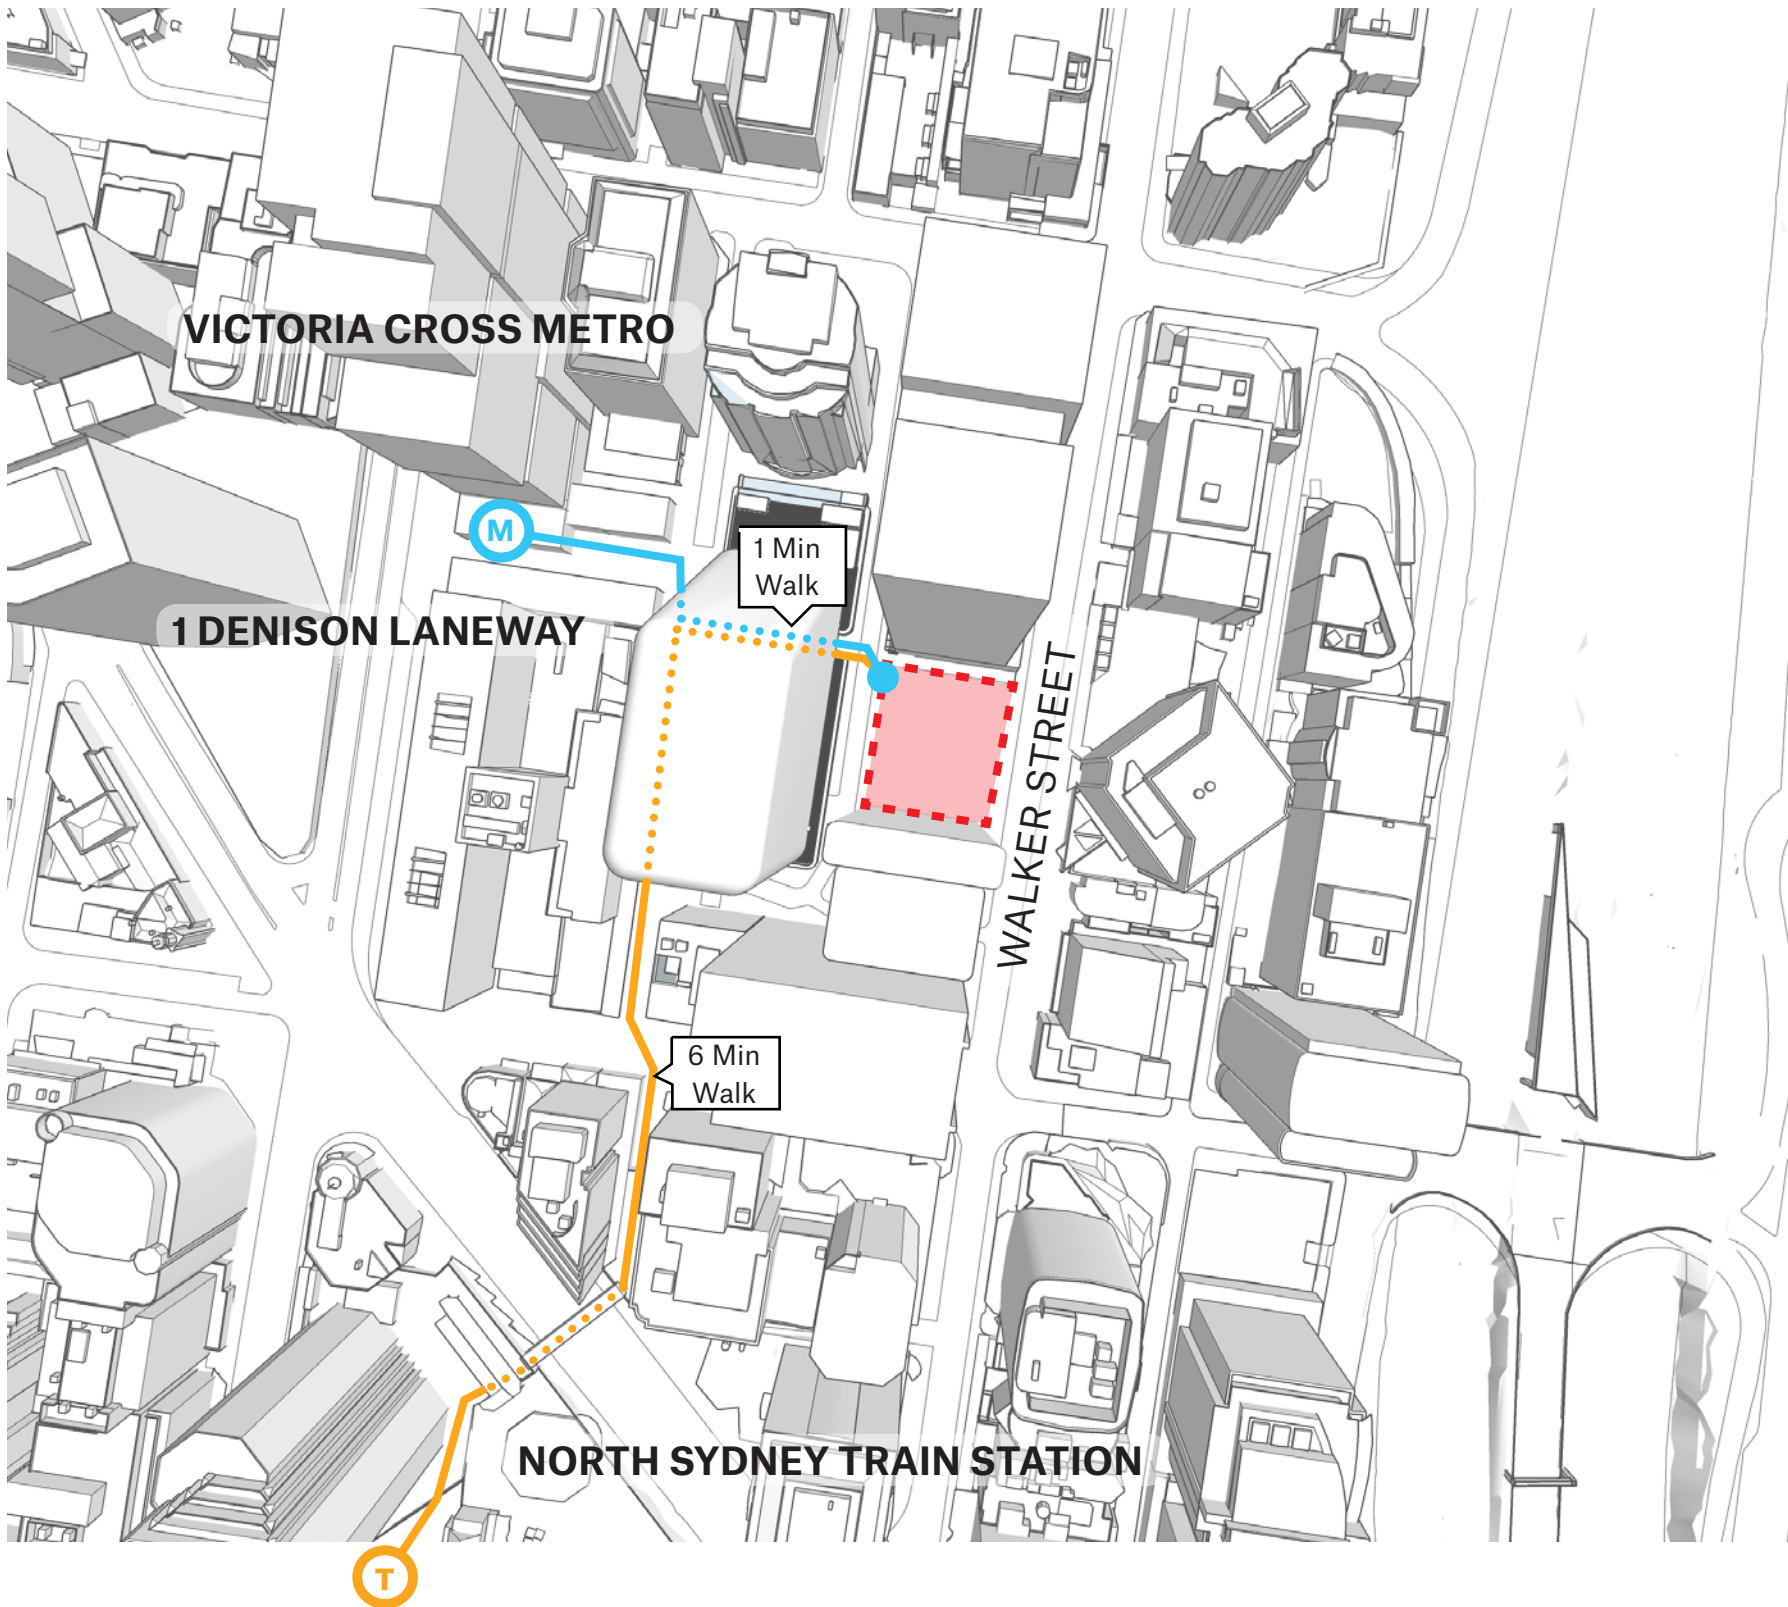 VICTORIA CROSS METRO
M
1 Min
Walk
1 DENISON LANEWAY
WALKER STREET
6 Min
Walk
NORTH SYDNEY TRAIN STATION
T